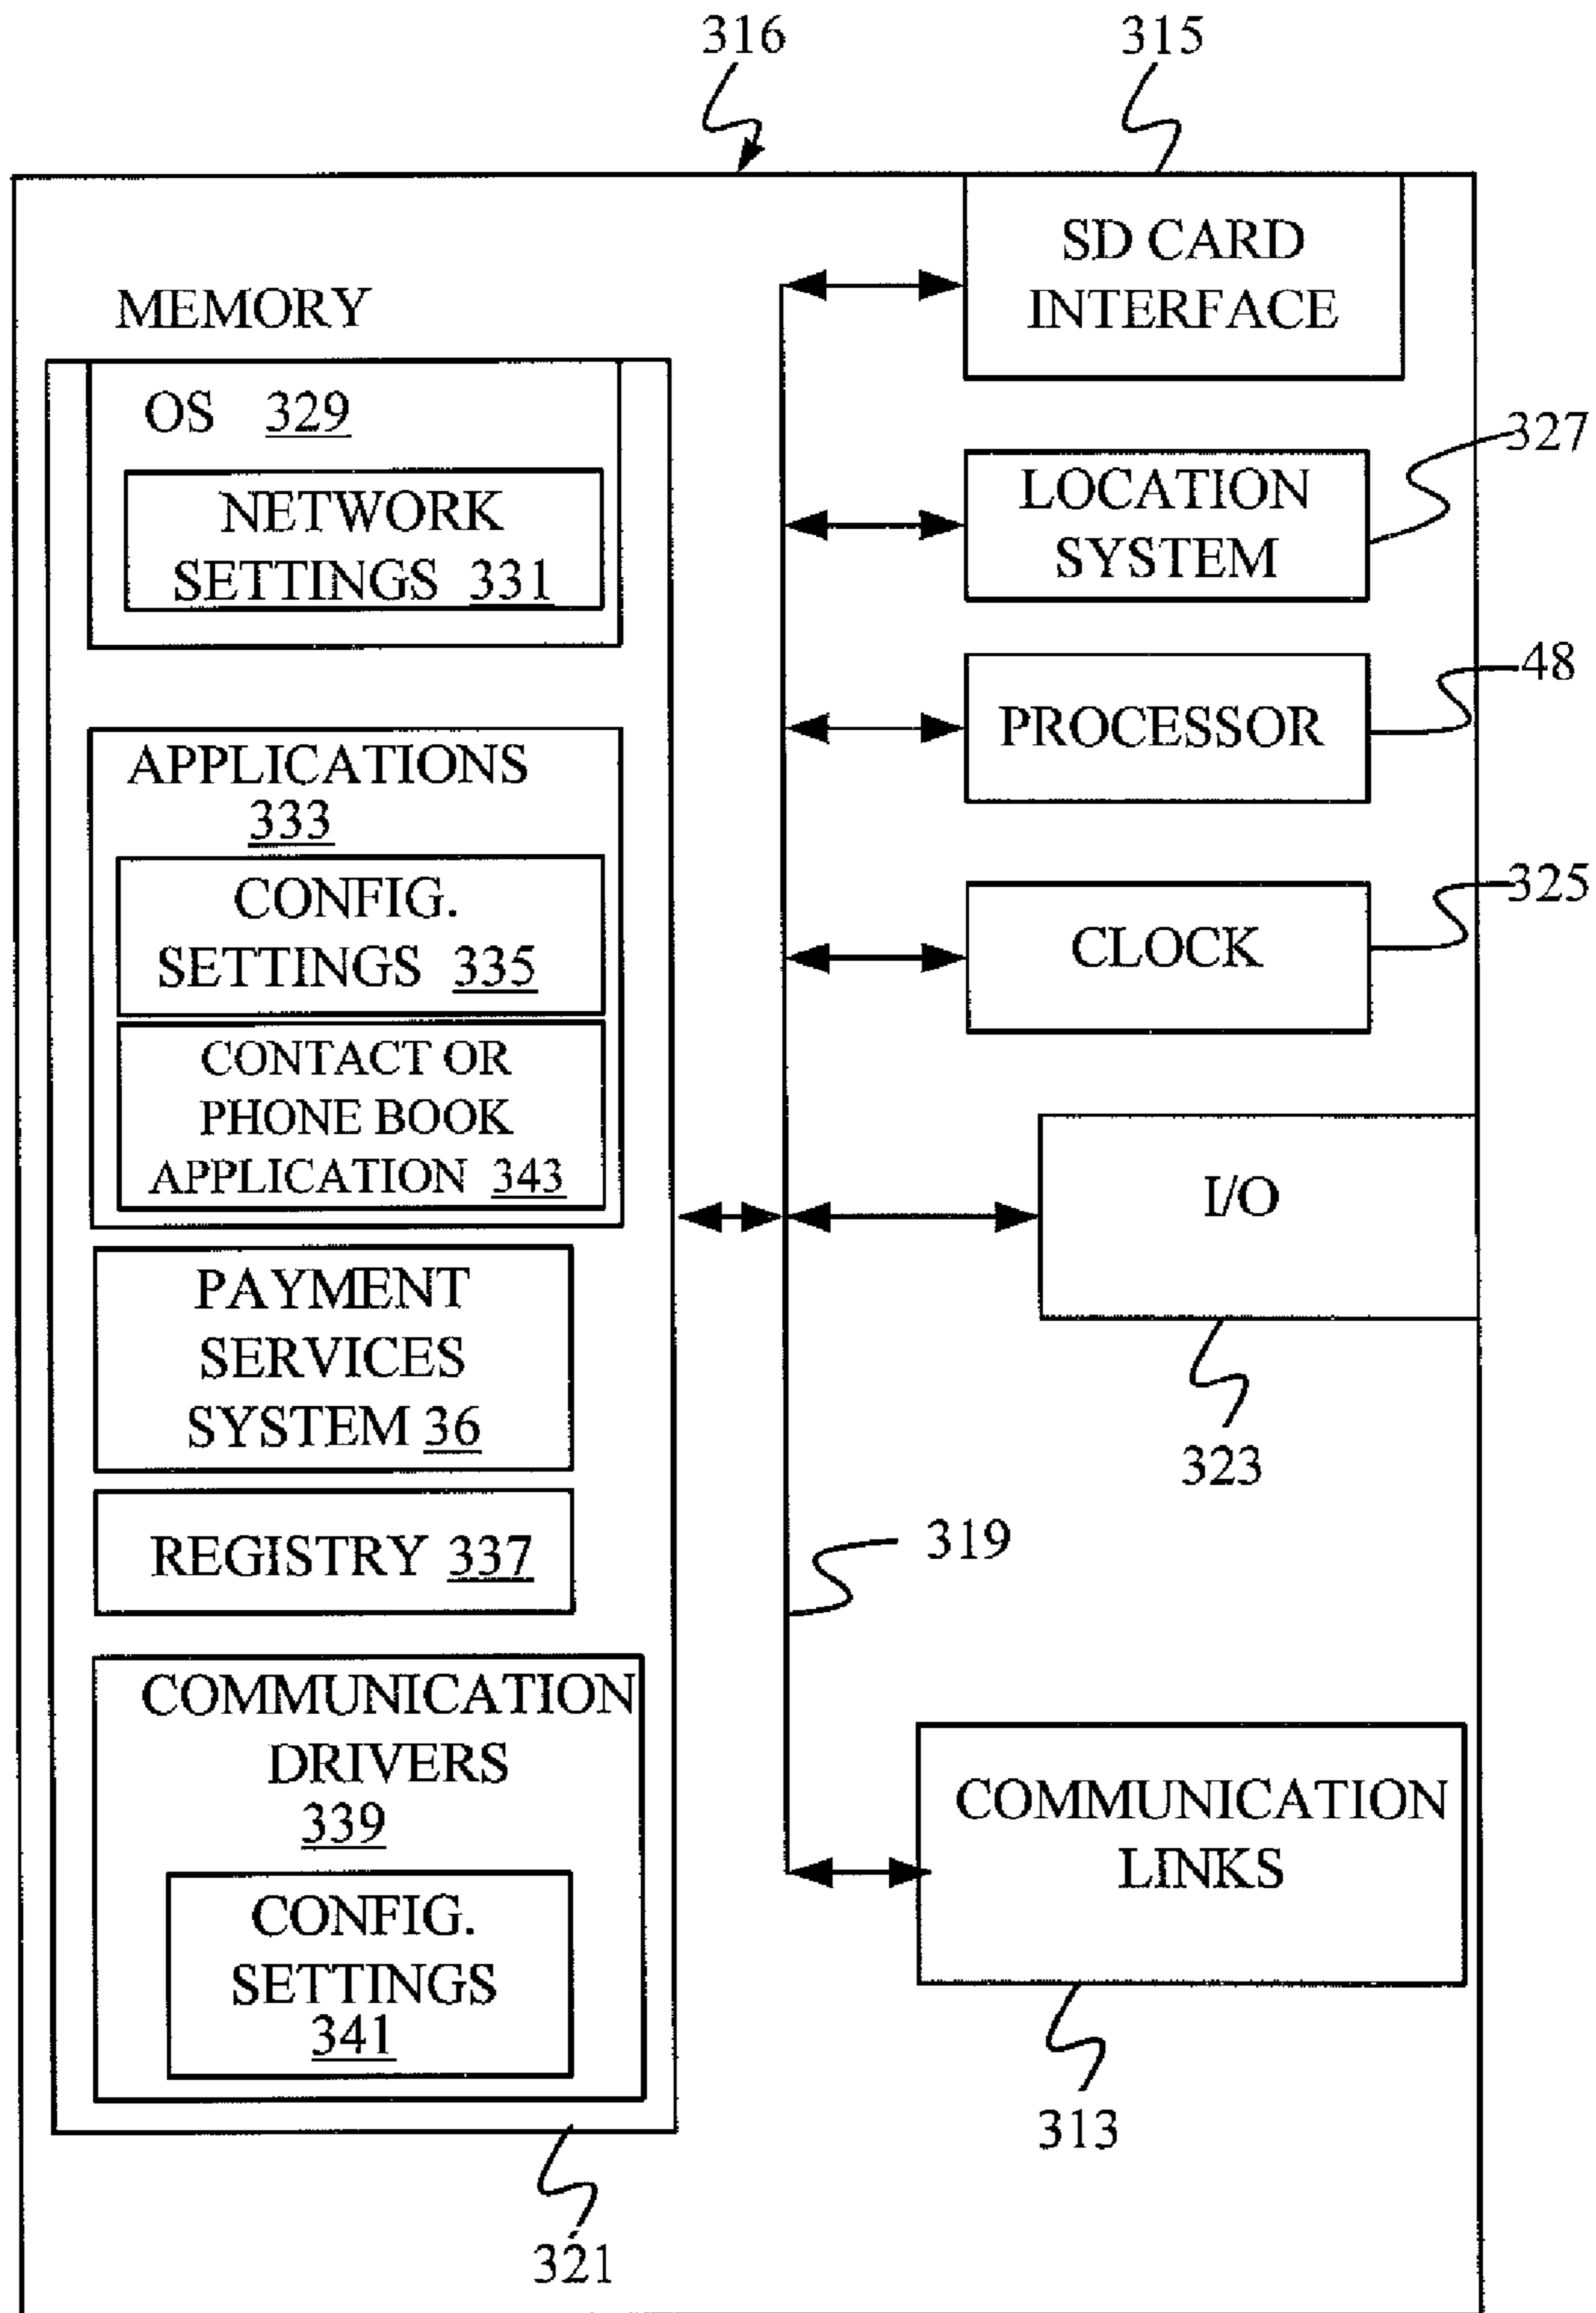 316
315
SD CARD
INTERFACE
MEMORY
OS 329
NETWORK
SETTINGS 331
327
LOCATION
SYSTEM
48
PROCESSOR
APPLICATIONS
333
CONFIG.
SETTINGS 335
325
CLOCK
CONTACT OR
PHONE BOOK
APPLICATION 343
I/O
323
PAYMENT
SERVICES
SYSTEM 36
REGISTRY 337
319
COMMUNICATION
DRIVERS
339
CONFIG.
SETTINGS
341
COMMUNICATION
LINKS
313
321